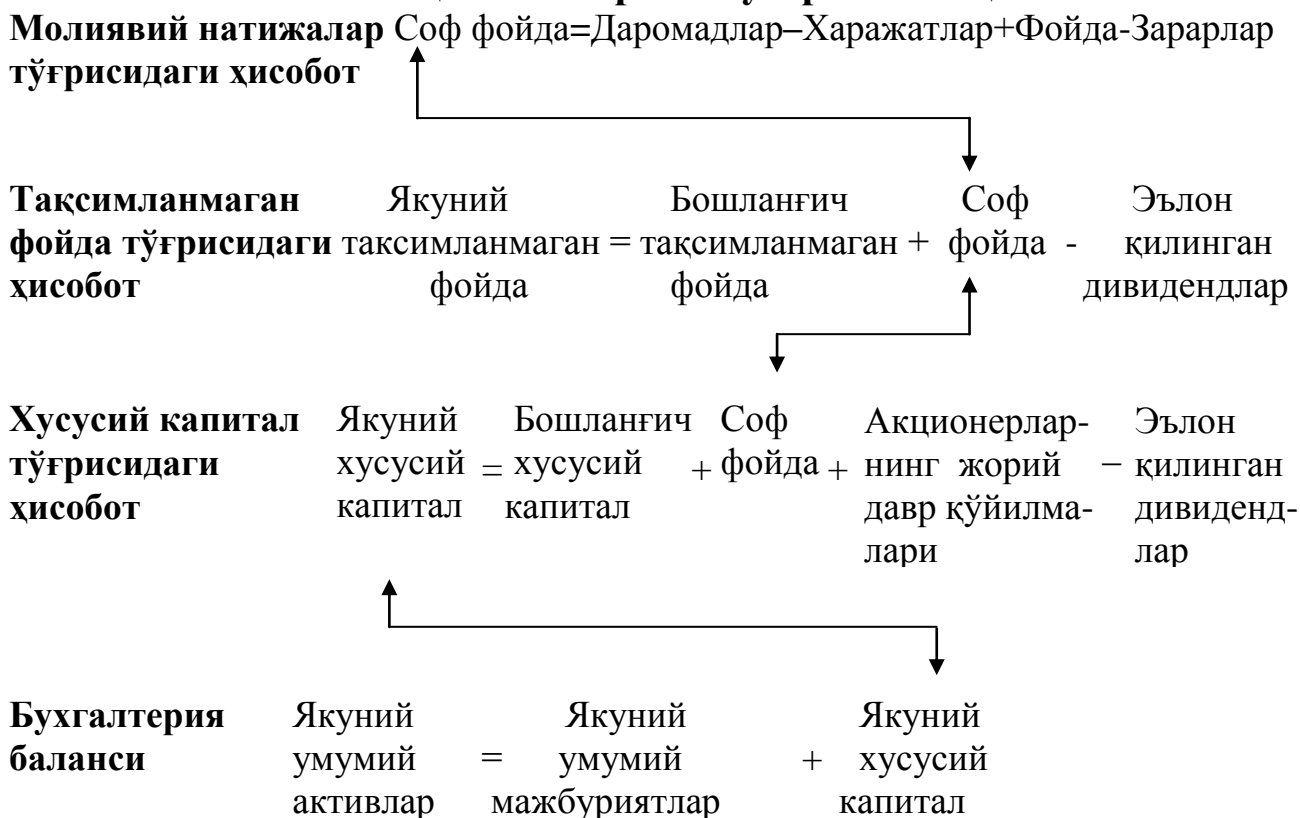 Молиявий натижалар Соф фойда=Даромадлар–Харажатлар+Фойда-Зарарлар
тўғрисидаги ҳисобот
Тақсимланмаган Якуний Бошланғич Соф Эълон
фойда тўғрисидаги таксимланмаган = тақсимланмаган + фойда - қилинган
ҳисобот фойда фойда дивидендлар
Хусусий капитал Якуний Бошланғич Соф Акционерлар- Эълон
тўғрисидаги хусусий = хусусий + фойда + нинг жорий – қилинган
ҳисобот капитал капитал давр қўйилма- дивиденд-
лари лар
Бухгалтерия Якуний Якуний Якуний
баланси умумий = умумий + хусусий
активлар мажбуриятлар капитал